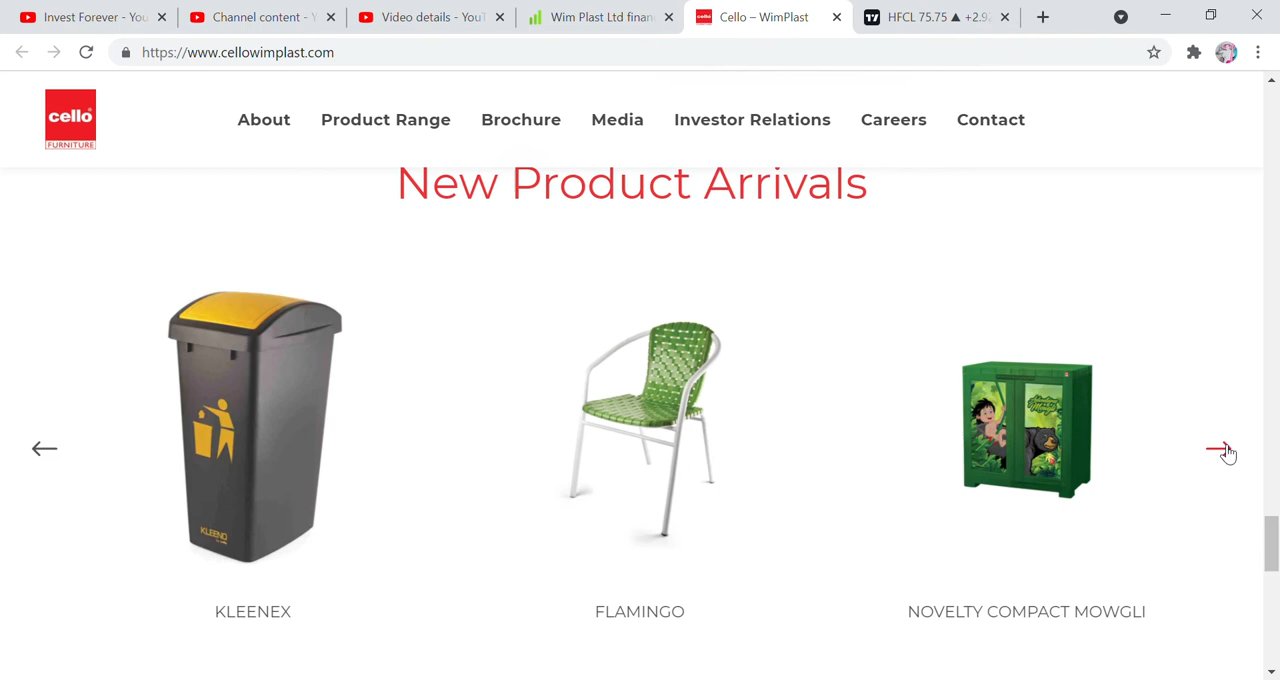 Invest Forever - You
Channel content - Y
Video details - YouT
Wim Plast Ltd finan
Cello – WimPlast
HFCL 75.75 ▲ +2.9
https://www.cellowimplast.com
cello
FURNITURE
About
Product Range
Brochure
Media
Investor Relations
Careers
Contact
New Product Arrivals
KLEENO
KLEENEX
FLAMINGO
NOVELTY COMPACT MOWGLI